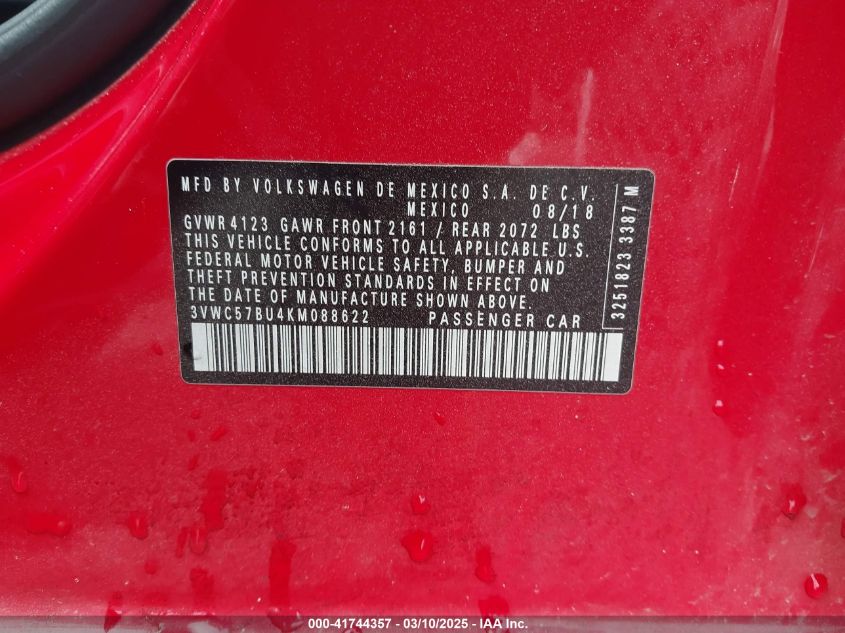 MFD BY VOLKSWAGEN DE MEXICO S.A. DE C.V.
MEXICO 08/18
GVWR 4123 GAWR FRONT 2161 / REAR 2072 LBS
THIS VEHICLE CONFORMS TO ALL APPLICABLE U.S.
FEDERAL MOTOR VEHICLE SAFETY, BUMPER AND
THEFT PREVENTION STANDARDS IN EFFECT ON
THE DATE OF MANUFACTURE SHOWN ABOVE.
3VWC57BU4KM088622 PASSENGER CAR
3251823 3387 M
000-41744357 / 03/10/2025 - IAA Inc.